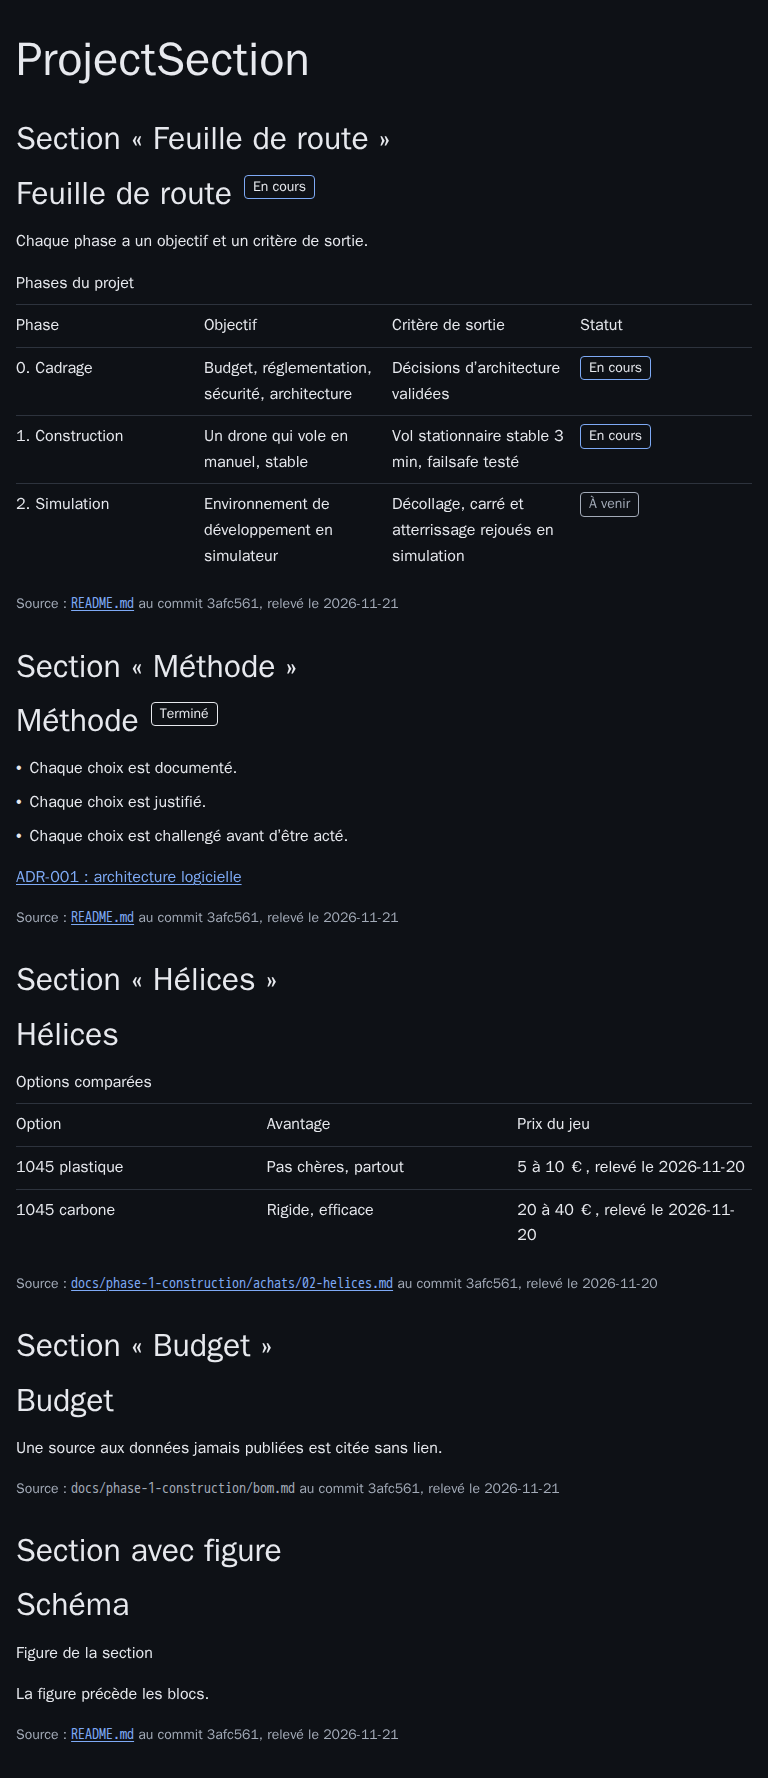 ProjectSection
Section « Feuille de route »
Feuille de route En cours
Chaque phase a un objectif et un critère de sortie.
Phases du projet
Phase Objectif Critère de sortie Statut
0. Cadrage Budget, réglementation, Décisions d'architecture En cours
sécurité, architecture validées
1. Construction Un drone qui vole en Vol stationnaire stable 3 En cours
manuel, stable min, failsafe testé
2. Simulation Environnement de Décollage, carré et À venir
développement en atterrissage rejoués en
simulateur simulation
Source : README.md au commit 3afc561, relevé le 2026-11-21
Section « Méthode »
Méthode Terminé
• Chaque choix est documenté.
• Chaque choix est justifié.
• Chaque choix est challengé avant d'être acté.
ADR-001 : architecture logicielle
Source : README.md au commit 3afc561, relevé le 2026-11-21
Section « Hélices »
Hélices
Options comparées
Option Avantage Prix du jeu
1045 plastique Pas chères, partout 5 à 10 €, relevé le 2026-11-20
1045 carbone Rigide, efficace 20 à 40 €, relevé le 2026-11-
20
Source : docs/phase-1-construction/achats/02-helices.md au commit 3afc561, relevé le 2026-11-20
Section « Budget »
Budget
Une source aux données jamais publiées est citée sans lien.
Source : docs/phase-1-construction/bom.md au commit 3afc561, relevé le 2026-11-21
Section avec figure
Schéma
Figure de la section
La figure précède les blocs.
Source : README.md au commit 3afc561, relevé le 2026-11-21